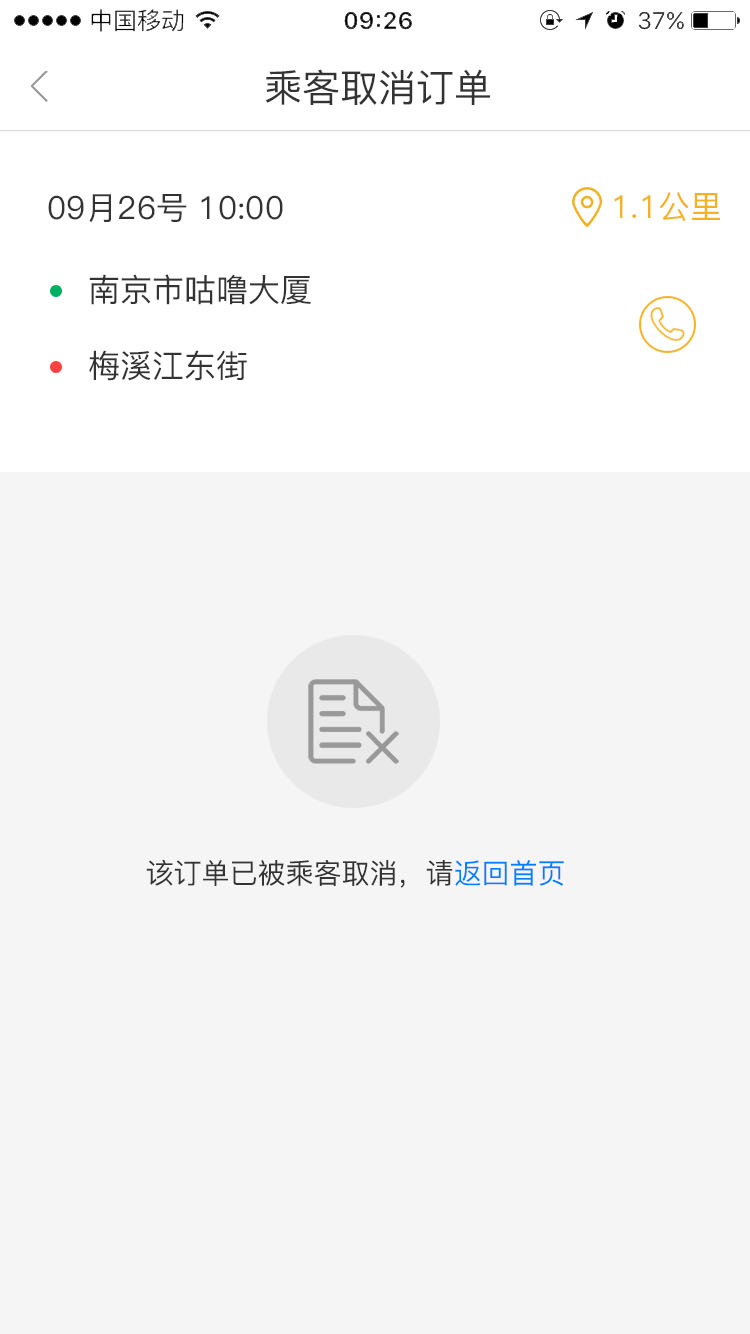 中国移动 09:26 37%
乘客取消订单
09月26号 10:00 1.1公里
南京市咕噜大厦
梅溪江东街
该订单已被乘客取消，请返回首页